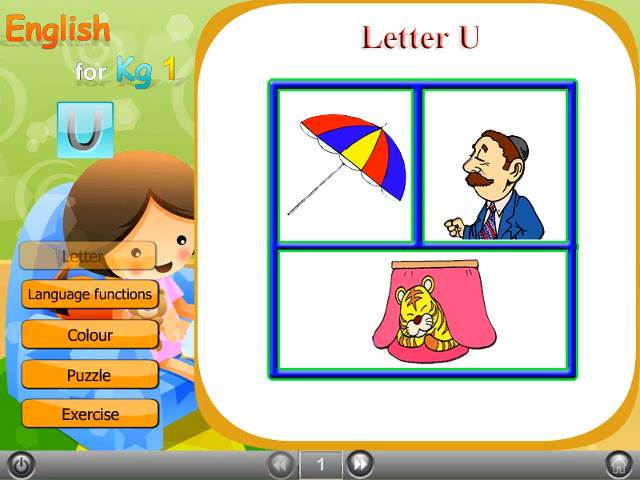 English
for Kg 1
U
Letter
Language functions
Colour
Puzzle
Exercise
Letter U
1